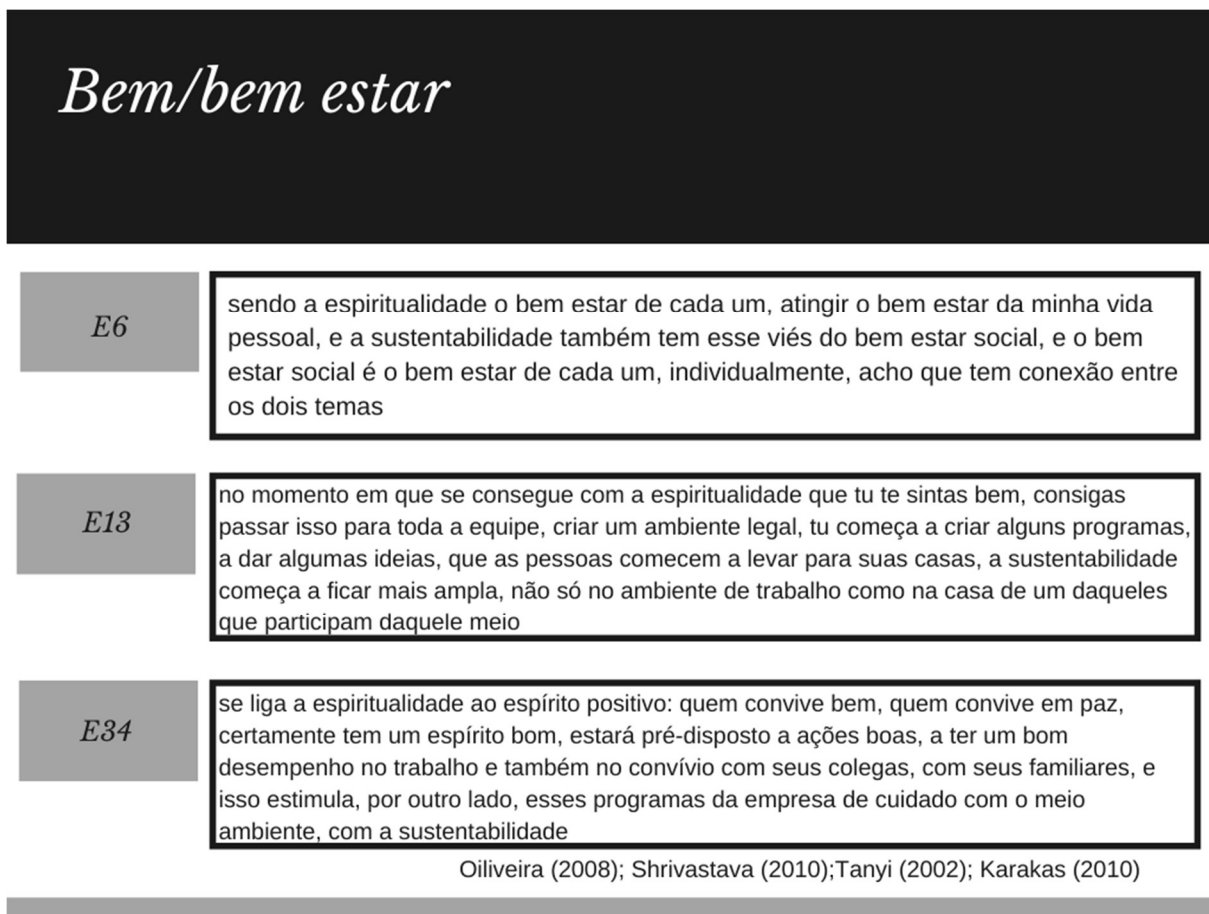 Bem/bem estar
E6
sendo a espiritualidade o bem estar de cada um, atingir o bem estar da minha vida
pessoal, e a sustentabilidade também tem esse viés do bem estar social, e o bem
estar social é o bem estar de cada um, individualmente, acho que tem conexão entre
os dois temas
E13
no momento em que se consegue com a espiritualidade que tu te sintas bem, consigas
passar isso para toda a equipe, criar um ambiente legal, tu começa a criar alguns programas,
a dar algumas ideias, que as pessoas comecem a levar para suas casas, a sustentabilidade
começa a ficar mais ampla, não só no ambiente de trabalho como na casa de um daqueles
que participam daquele meio
E34
se liga a espiritualidade ao espírito positivo: quem convive bem, quem convive em paz,
certamente tem um espírito bom, estará pré-disposto a ações boas, a ter um bom
desempenho no trabalho e também no convívio com seus colegas, com seus familiares, e
isso estimula, por outro lado, esses programas da empresa de cuidado com o meio
ambiente, com a sustentabilidade
Oiliveira (2008); Shrivastava (2010);Tanyi (2002); Karakas (2010)